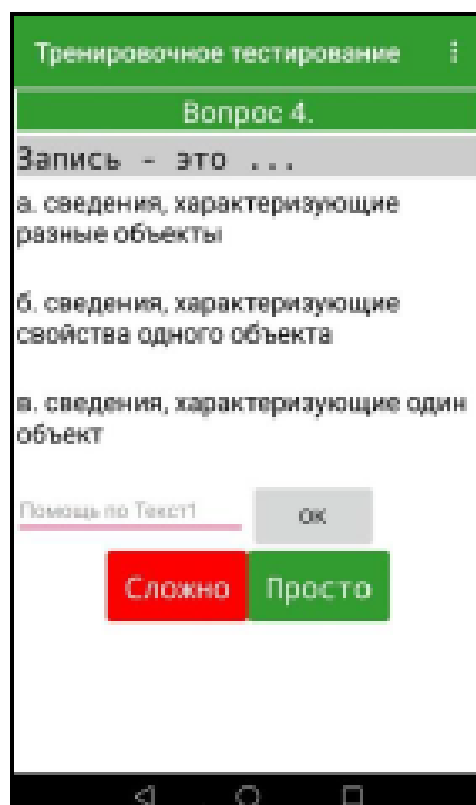 Тренировочное тестирование
Вопрос 4.
Запись - это ...
а. сведения, характеризующие
разные объекты
б. сведения, характеризующие
свойства одного объекта
в. сведения, характеризующие один
объект
Помощь по Текст1
ОК
Сложно Просто